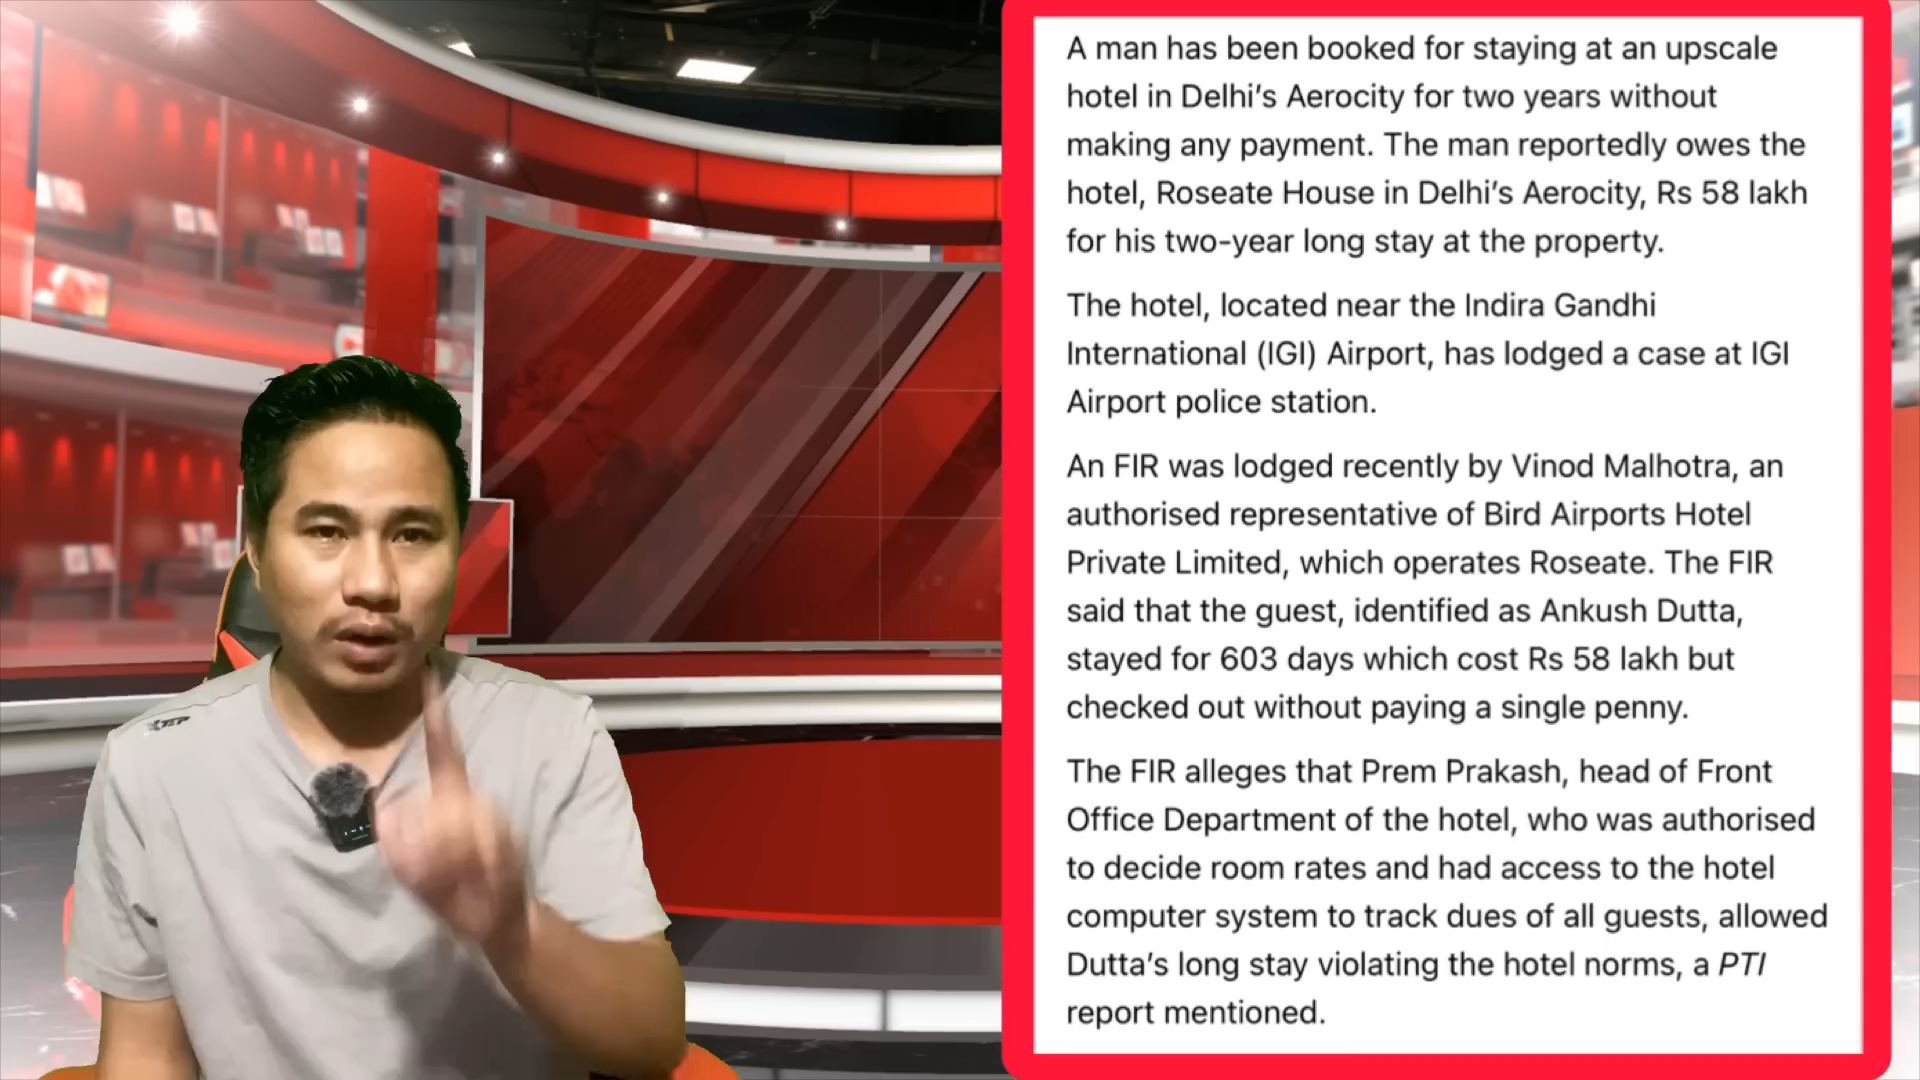 A man has been booked for staying at an upscale
hotel in Delhi's Aerocity for two years without
making any payment. The man reportedly owes the
hotel, Roseate House in Delhi's Aerocity, Rs 58 lakh
for his two-year long stay at the property.
The hotel, located near the Indira Gandhi
International (IGI) Airport, has lodged a case at IGI
Airport police station.
An FIR was lodged recently by Vinod Malhotra, an
authorised representative of Bird Airports Hotel
Private Limited, which operates Roseate. The FIR
said that the guest, identified as Ankush Dutta,
stayed for 603 days which cost Rs 58 lakh but
checked out without paying a single penny.
The FIR alleges that Prem Prakash, head of Front
Office Department of the hotel, who was authorised
to decide room rates and had access to the hotel
computer system to track dues of all guests, allowed
Dutta's long stay violating the hotel norms, a PTI
report mentioned.